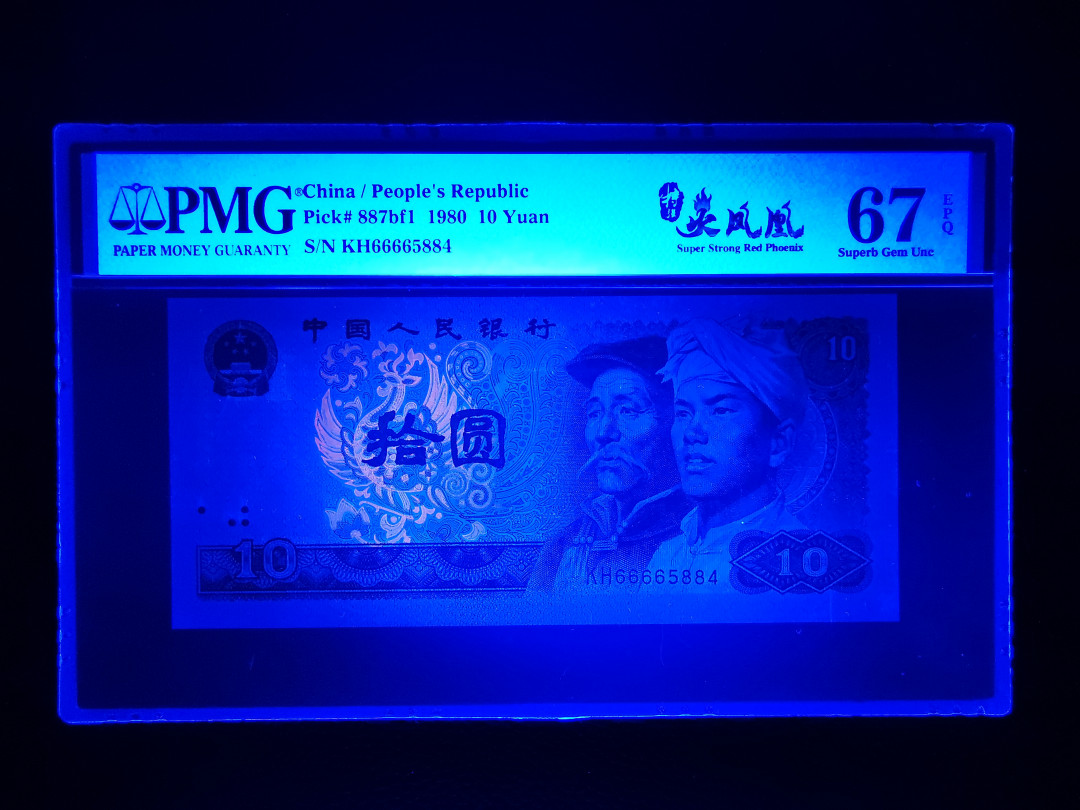 PMG®
PAPER MONEY GUARANTY
China / People's Republic
Pick# 887bf1 1980 10 Yuan
S/N KH66665884
炎凤凰
Super Strong Red Phoenix
67
EPQ
Superb Gem Unc
中国人民银行
10
拾圆
10
KH66665884
10